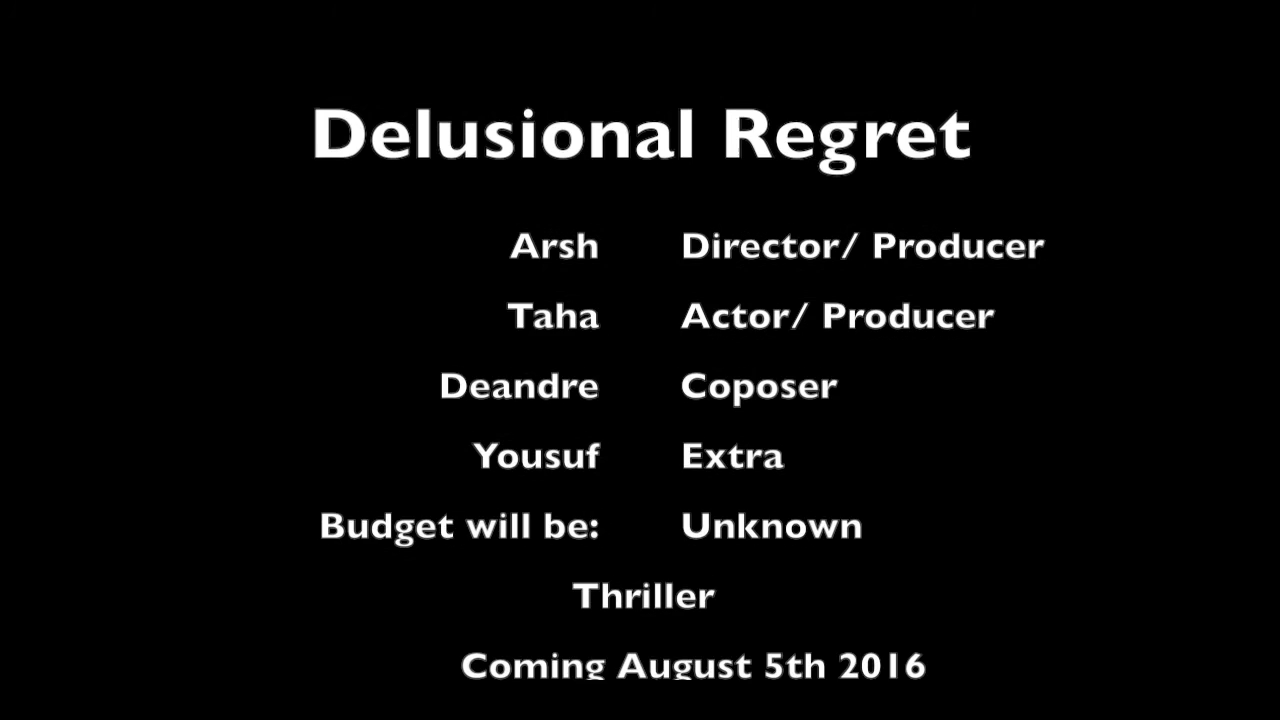 Delusional Regret
Arsh Director/ Producer
Taha Actor/ Producer
Deandre Coposer
Yousuf Extra
Budget will be: Unknown
Thriller
Coming August 5th 2016